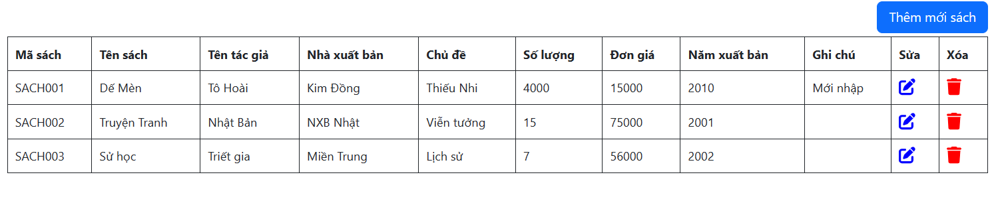 Thêm mới sách
Mã sách Tên sách Tên tác giả Nhà xuất bản Chủ đề Số lượng Đơn giá Năm xuất bản Ghi chú Sửa Xóa
SACH001 Dế Mèn Tô Hoài Kim Đồng Thiếu Nhi 4000 15000 2010 Mới nhập
SACH002 Truyện Tranh Nhật Bản NXB Nhật Viễn tưởng 15 75000 2001
SACH003 Sử học Triết gia Miền Trung Lịch sử 7 56000 2002